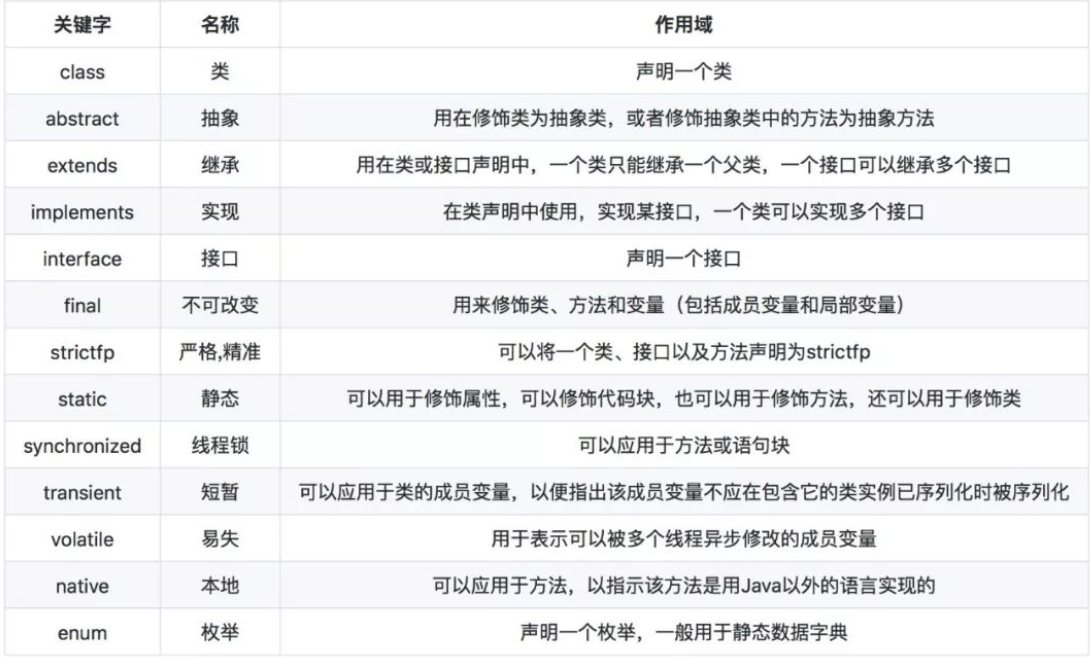 关键字 名称 作用域
class 类 声明一个类
abstract 抽象 用在修饰类为抽象类，或者修饰抽象类中的方法为抽象方法
extends 继承 用在类或接口声明中，一个类只能继承一个父类，一个接口可以继承多个接口
implements 实现 在类声明中使用，实现某接口，一个类可以实现多个接口
interface 接口 声明一个接口
final 不可改变 用来修饰类、方法和变量（包括成员变量和局部变量）
strictfp 严格,精准 可以将一个类、接口以及方法声明为strictfp
static 静态 可以用于修饰属性，可以修饰代码块，也可以用于修饰方法，还可以用于修饰类
synchronized 线程锁 可以应用于方法或语句块
transient 短暂 可以应用于类的成员变量，以便指出该成员变量不应在包含它的类实例已序列化时被序列化
volatile 易失 用于表示可以被多个线程异步修改的成员变量
native 本地 可以应用于方法，以指示该方法是用Java以外的语言实现的
enum 枚举 声明一个枚举，一般用于静态数据字典